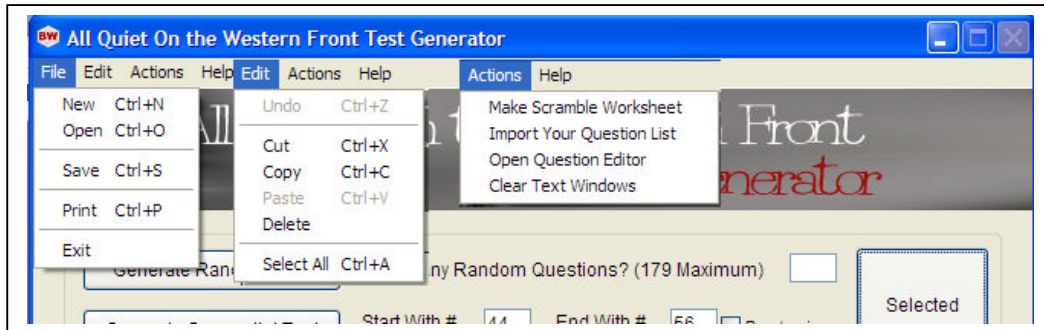 BW All Quiet On the Western Front Test Generator
File Edit Actions Help Edit Actions Help Actions Help
New Ctrl+N
Open Ctrl+O
Save Ctrl+S
Print Ctrl+P
Exit
Undo Ctrl+Z
Cut Ctrl+X
Copy Ctrl+C
Paste Ctrl+V
Delete
Select All Ctrl+A
Make Scramble Worksheet
Import Your Question List
Open Question Editor
Clear Text Windows
All Front
nerator
Generate Ran ny Random Questions? (179 Maximum)
Selected
Start With # 44 End With # 56